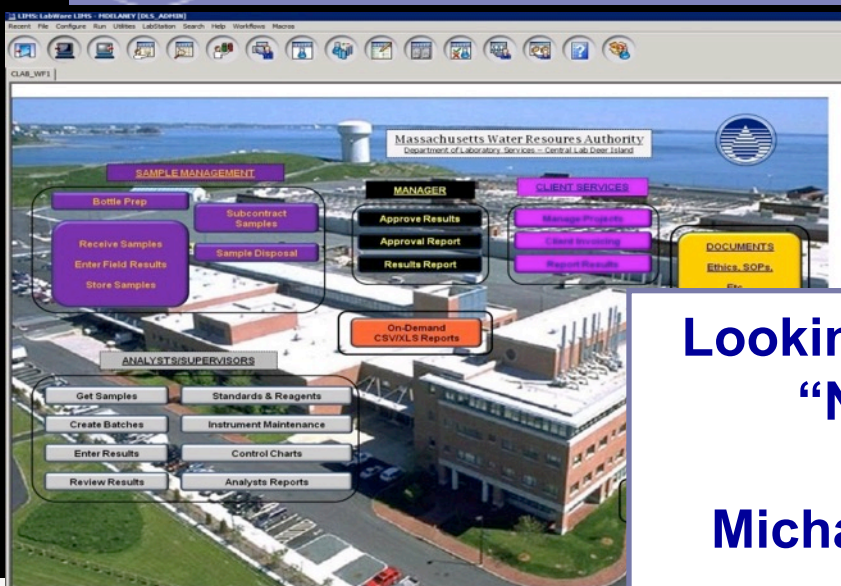 LIMS: LabWare LIMS - MDELANEY [DLS_ADMIN]
Recent File Configure Run Utilities LabStation Search Help Workflows Macros
CLAB_WF1
Massachusetts Water Resoures Authority
Department of Laboratory Services – Central Lab Deer Island
SAMPLE MANAGEMENT
Bottle Prep
Subcontract
Samples
Receive Samples
Enter Field Results
Store Samples
Sample Disposal
MANAGER
Approve Results
Approval Report
Results Report
CLIENT SERVICES
Manage Projects
Client Invoicing
Report Results
DOCUMENTS
Ethics, SOPs,
Etc
On-Demand
CSV/XLS Reports
ANALYSTS/SUPERVISORS
Get Samples
Create Batches
Enter Results
Review Results
Standards & Reagents
Instrument Maintenance
Control Charts
Analysts Reports
Lookin
“N
Micha